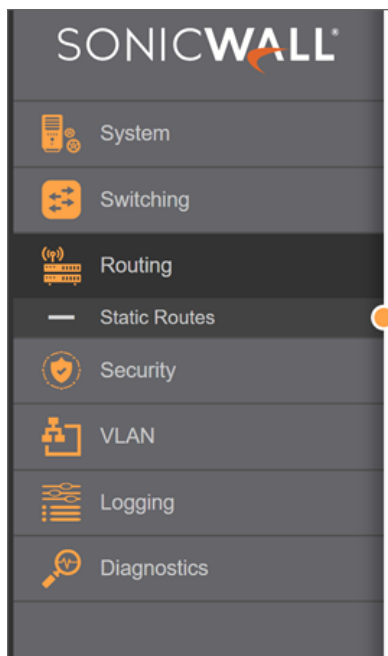 SONICWALL®
System
Switching
Routing
Static Routes
Security
VLAN
Logging
Diagnostics